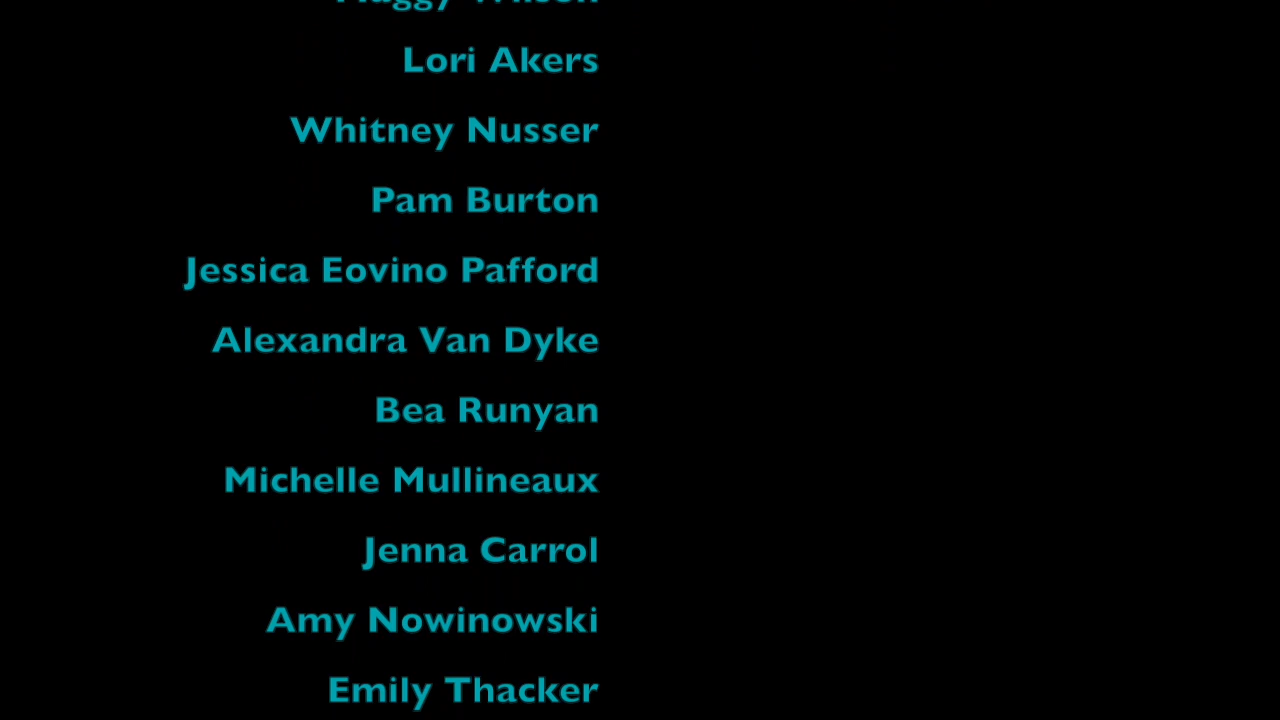 Lori Akers
Whitney Nusser
Pam Burton
Jessica Eovino Pafford
Alexandra Van Dyke
Bea Runyan
Michelle Mullineaux
Jenna Carrol
Amy Nowinowski
Emily Thacker